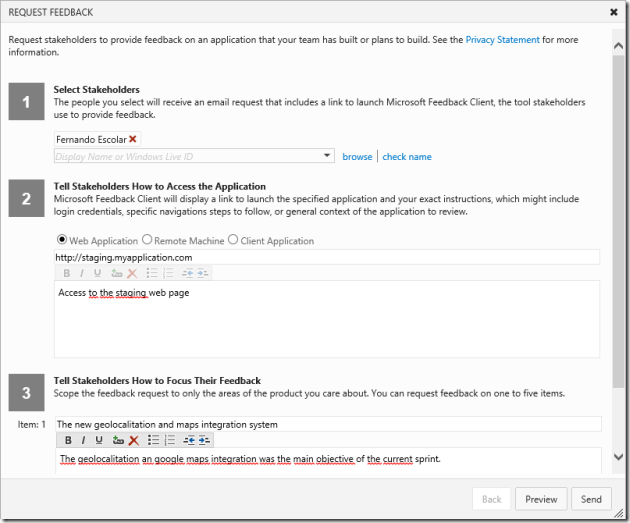 REQUEST FEEDBACK
Request stakeholders to provide feedback on an application that your team has built or plans to build. See the Privacy Statement for more
information.
1
Select Stakeholders
The people you select will receive an email request that includes a link to launch Microsoft Feedback Client, the tool stakeholders
use to provide feedback.
Fernando Escolar
Display Name or Windows Live ID
browse | check name
2
Tell Stakeholders How to Access the Application
Microsoft Feedback Client will display a link to launch the specified application and your exact instructions, which might include
login credentials, specific navigations steps to follow, or general context of the application to review.
Web Application Remote Machine Client Application
http://staging.myapplication.com
B I U
Access to the staging web page
3
Tell Stakeholders How to Focus Their Feedback
Scope the feedback request to only the areas of the product you care about. You can request feedback on one to five items.
Item: 1 The new geolocalitation and maps integration system
B I U
The geolocalitation an google maps integration was the main objective of the current sprint.
Back Preview Send